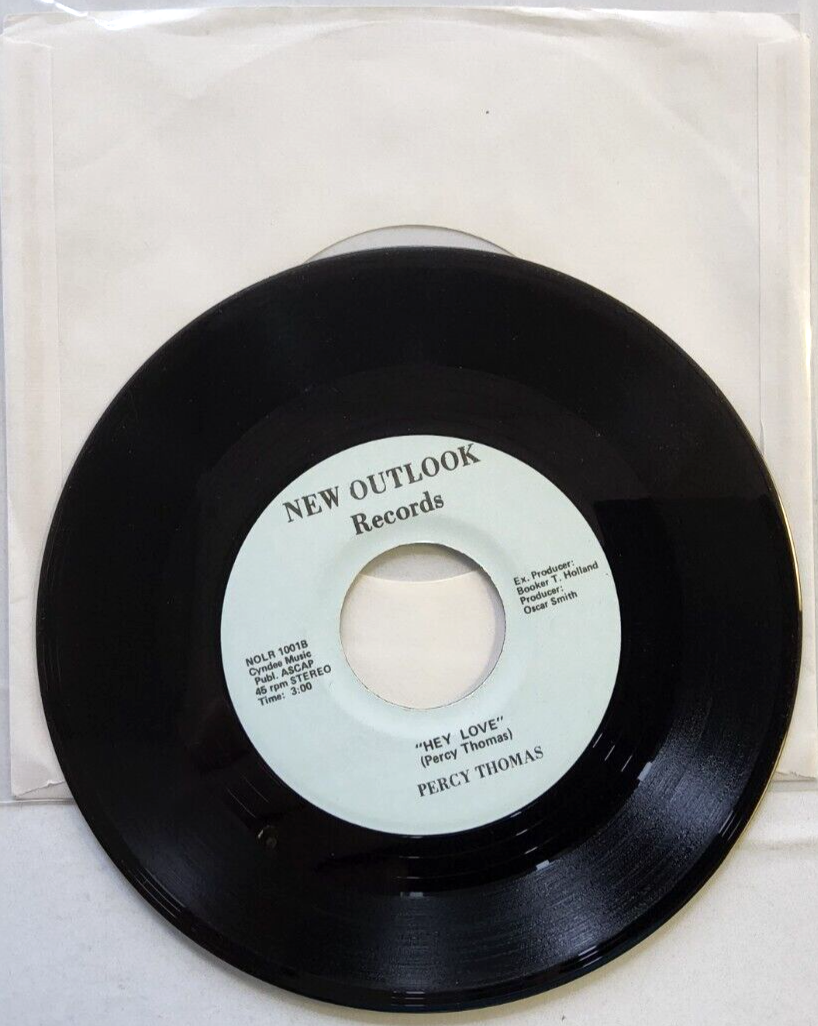 NEW OUTLOOK
Records
Ex. Producer:
Booker T. Holland
Producer:
Oscar Smith
NOLR 1001B
Cyndee Music
Publ. ASCAP
45 rpm STEREO
Time: 3:00
"HEY LOVE"
(Percy Thomas)
PERCY THOMAS